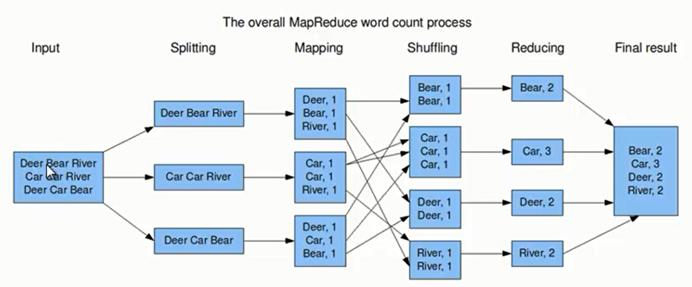 The overall MapReduce word count process
Input
Splitting
Mapping
Shuffling
Reducing
Final result
Deer Bear River
Car Car River
Deer Car Bear
Deer Bear River
Car Car River
Deer Car Bear
Deer, 1
Bear, 1
River, 1
Car, 1
Car, 1
River, 1
Deer, 1
Car, 1
Bear, 1
Bear, 1
Bear, 1
Car, 1
Car, 1
Car, 1
Deer, 1
Deer, 1
River, 1
River, 1
Bear, 2
Car, 3
Deer, 2
River, 2
Bear, 2
Car, 3
Deer, 2
River, 2